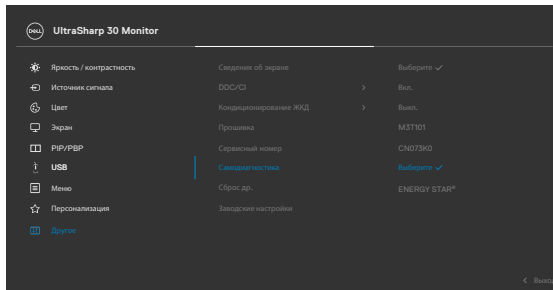 DELL UltraSharp 30 Monitor
Яркость / контрастность Сведения об экране Выберите ✓
Источник сигнала DDC/CI > Вкл.
Цвет Кондиционирование ЖКД > Выкл.
Экран Прошивка M3T101
PIP/PBP Сервисный номер CN073K0
USB Самодиагностика Выберите ✓
Меню Сброс др. ENERGY STAR®
Персонализация Заводские настройки
Другое
< Выход